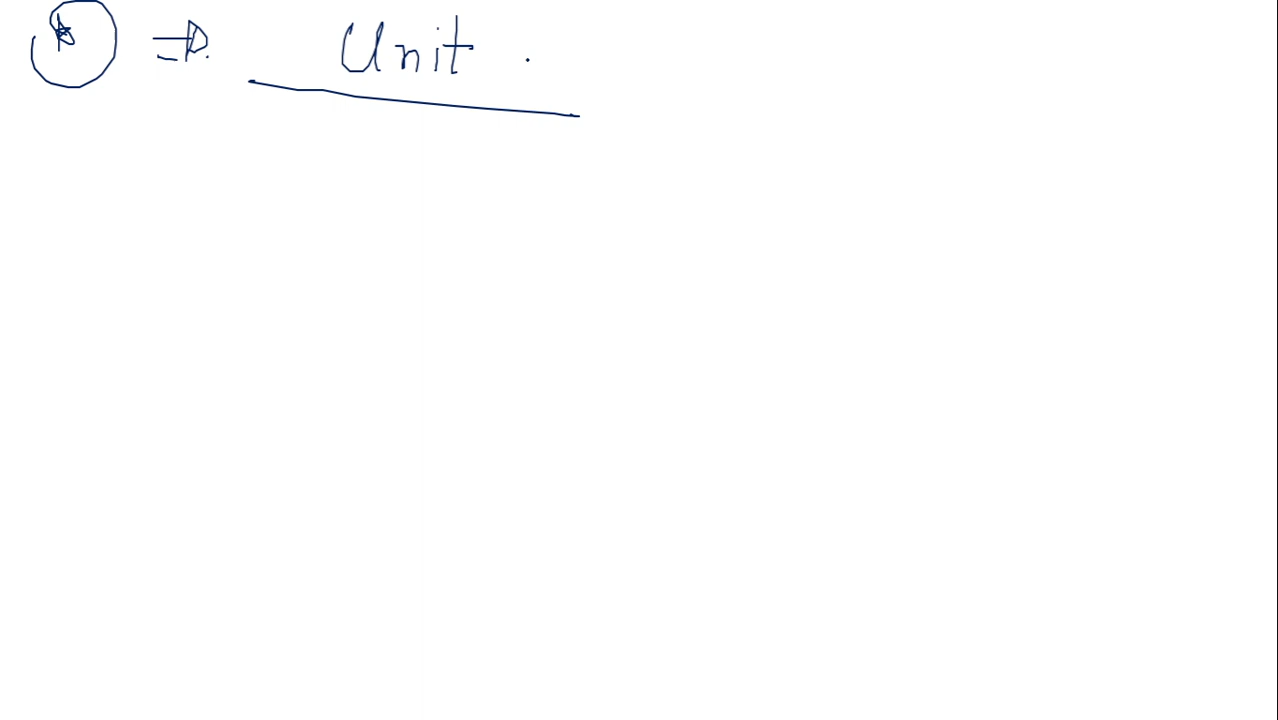 ⇒ Unit .